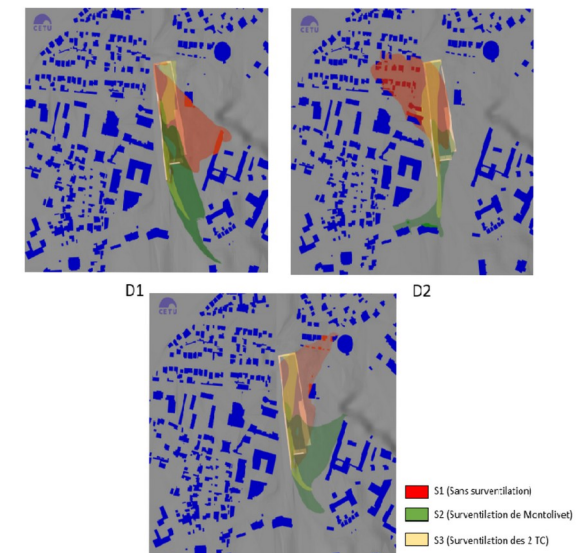 CETU
CETU
D1
D2
CETU
S1 (Sans surventilation)
S2 (Surventilation de Montolivet)
S3 (Surventilation des 2 TC)